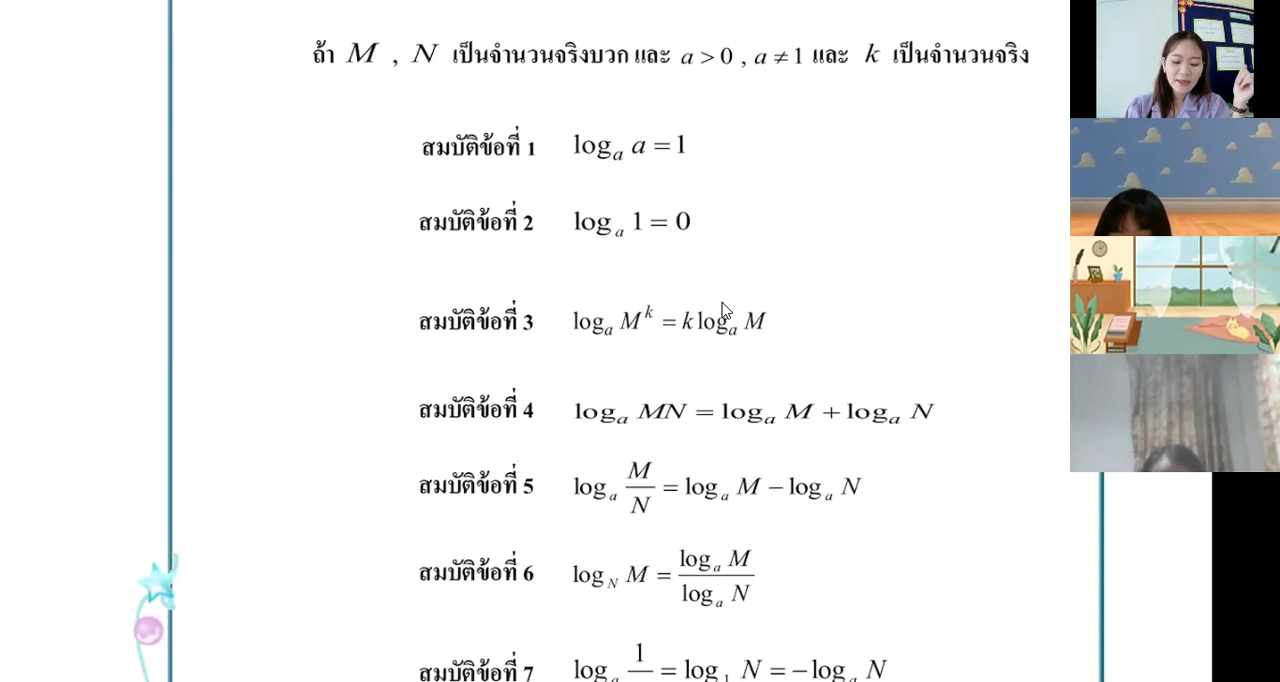 ถ้า M , N เป็นจำนวนจริงบวก และ a > 0 , a ≠ 1 และ k เป็นจำนวนจริง
สมบัติข้อที่ 1 log_a a = 1
สมบัติข้อที่ 2 log_a 1 = 0
สมบัติข้อที่ 3 log_a M^k = k log_a M
สมบัติข้อที่ 4 log_a MN = log_a M + log_a N
สมบัติข้อที่ 5 log_a M/N = log_a M − log_a N
สมบัติข้อที่ 6 log_N M = log_a M / log_a N
สมบัติข้อที่ 7 log_a 1/ = log_1 N = − log_a N